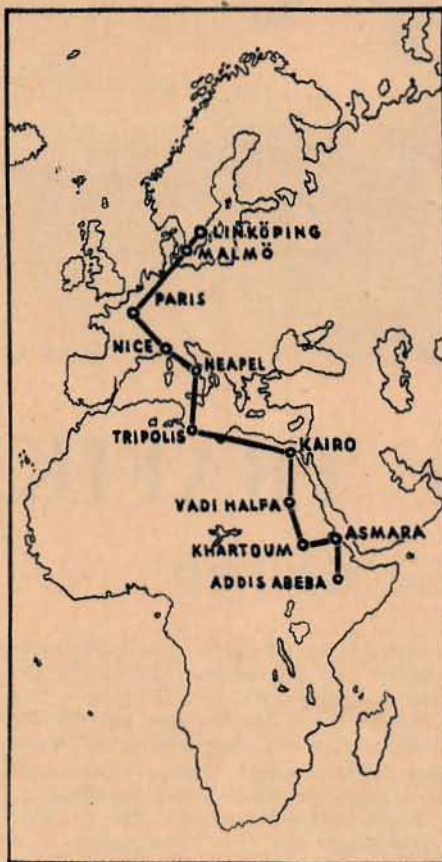 LINKÖPING
MALMÖ
PARIS
NICE
NEAPEL
TRIPOLIS
KAIRO
VADI HALFA
ASMARA
KHARTOUM
ADDIS ABEBA